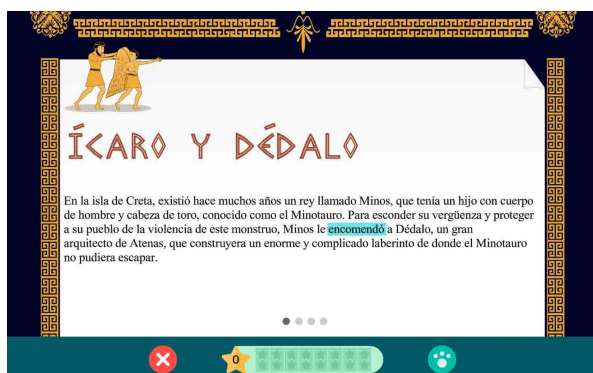 ÍCARO Y DÉDALO
En la isla de Creta, existió hace muchos años un rey llamado Minos, que tenía un hijo con cuerpo
de hombre y cabeza de toro, conocido como el Minotauro. Para esconder su vergüenza y proteger
a su pueblo de la violencia de este monstruo, Minos le encomendó a Dédalo, un gran
arquitecto de Atenas, que construyera un enorme y complicado laberinto de donde el Minotauro
no pudiera escapar.
0